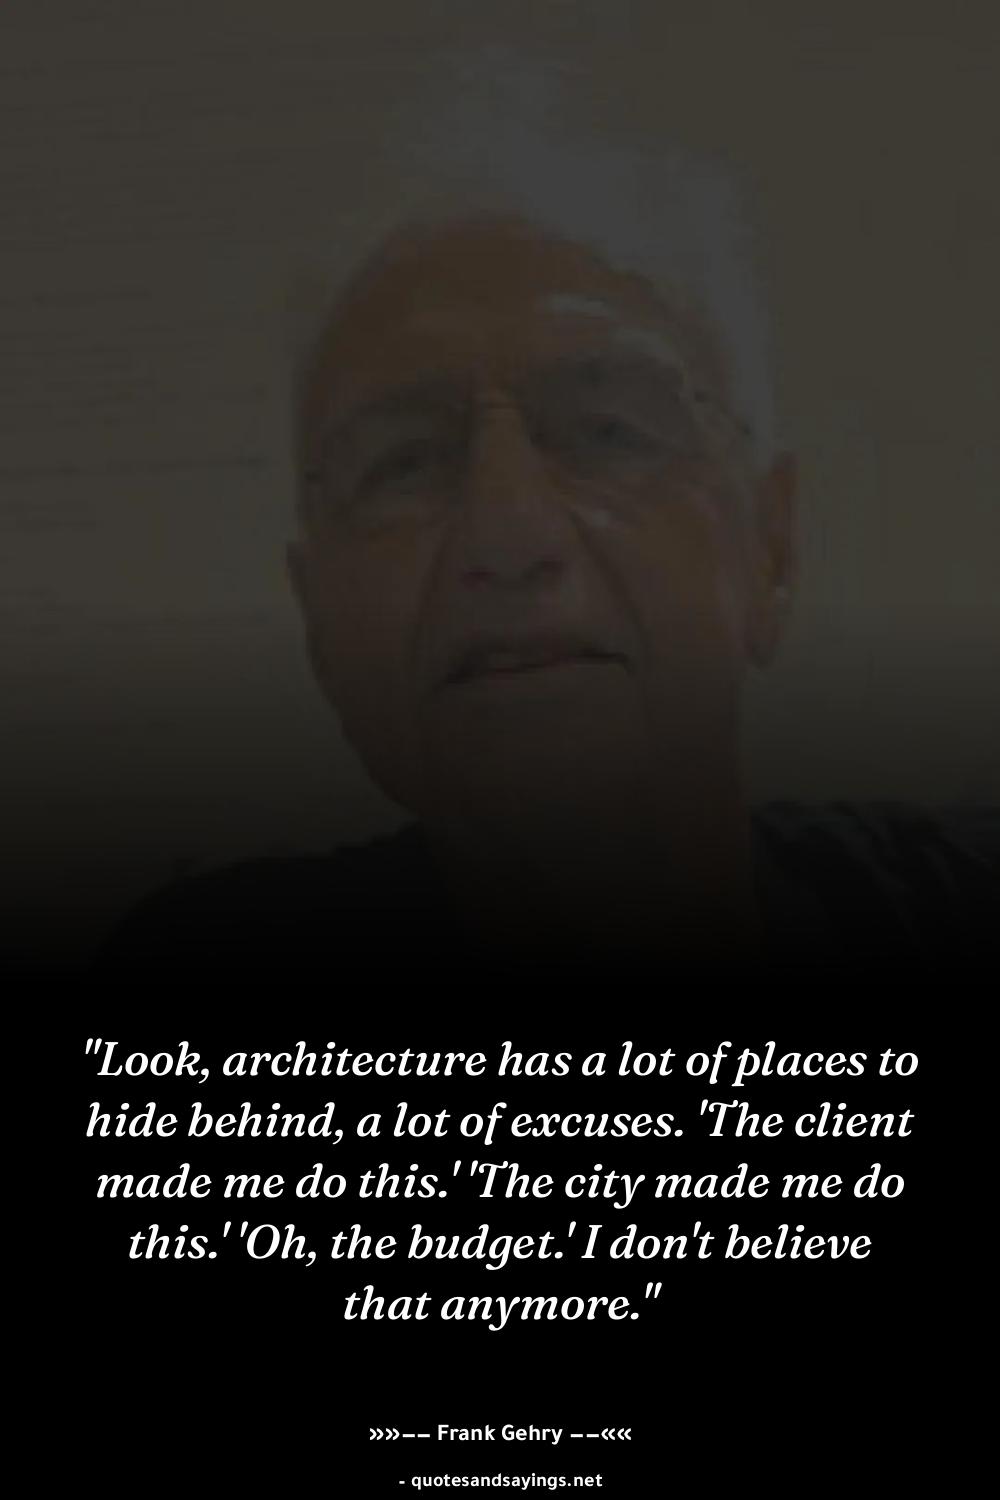 "Look, architecture has a lot of places to
hide behind, a lot of excuses. 'The client
made me do this.' 'The city made me do
this.' 'Oh, the budget.' I don't believe
that anymore."
»»—— Frank Gehry ——««
- quotesandsayings.net